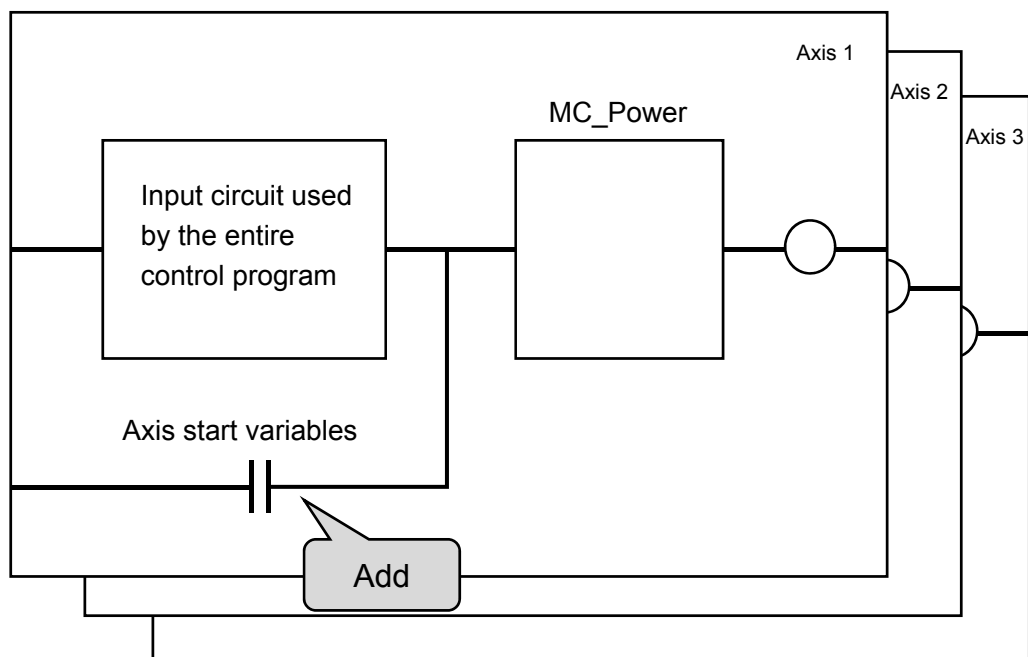 Axis 1
Axis 2
Axis 3
MC_Power
Input circuit used
by the entire
control program
Axis start variables
Add